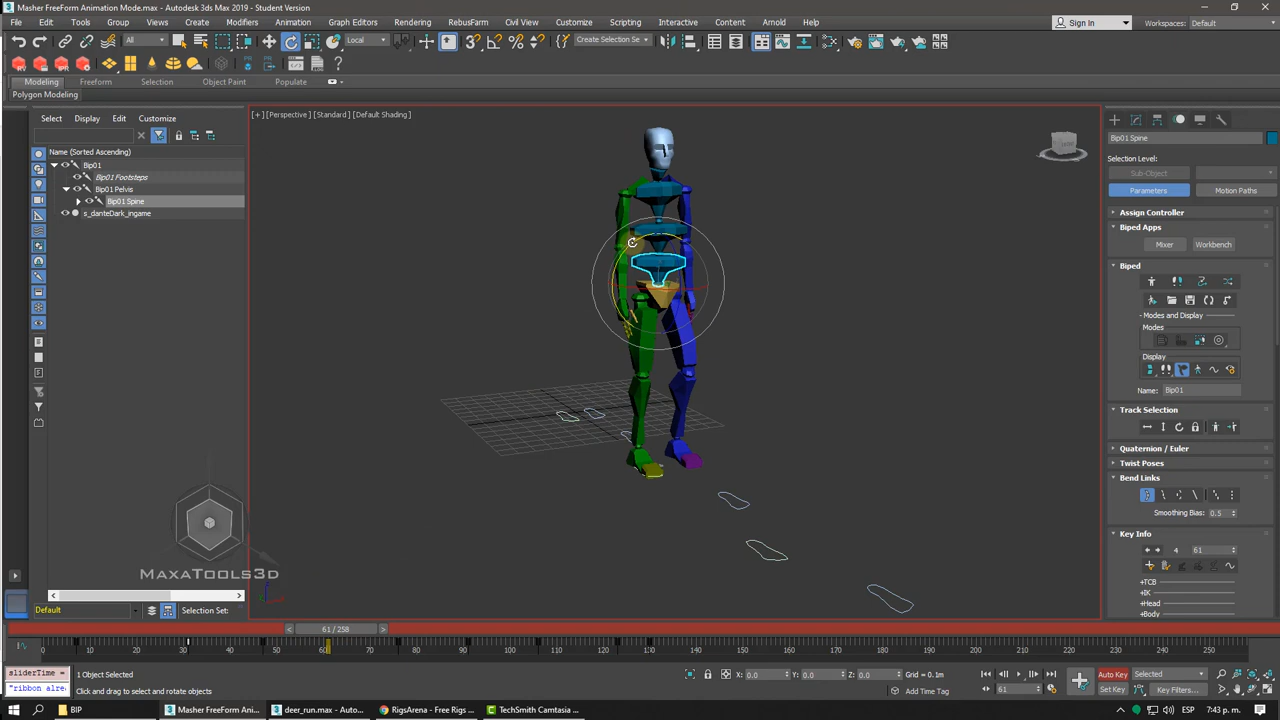 Masher FreeForm Animation Mode.max - Autodesk 3ds Max 2019 - Student Version
File Edit Tools Group Views Create Modifiers Animation Graph Editors Rendering RebusFarm Civil View Customize Scripting Interactive Content Arnold Help Sign In Workspaces: Default
All Local Create Selection Se
Modeling Freeform Selection Object Paint Populate
Polygon Modeling
Select Display Edit Customize
[+] [Perspective] [Standard] [Default Shading]
Name (Sorted Ascending)
Bip01
Bip01 Footsteps
Bip01 Pelvis
Bip01 Spine
s_danteDark_ingame
Bip01 Spine
Selection Level:
Sub-Object
Parameters Motion Paths
Assign Controller
Biped Apps
Mixer Workbench
Biped
- Modes and Display
Modes
Display
Name: Bip01
Track Selection
Quaternion / Euler
Twist Poses
Bend Links
Smoothing Bias: 0.5
Key Info
4 61
+TCB
+IK
+Head
+Body
MAXATOOLS3D
Default Selection Set:
< 61 / 258 >
0 10 20 30 40 50 60 70 80 90 100 110 120 130 140 150 160 170 180 190 200 210 220 230 240 250
sliderTime =
"ribbon alre
1 Object Selected
Click and drag to select and rotate objects
X: 0.0 Y: 0.0 Z: 0.0 Grid = 0.1m
Add Time Tag
Auto Key Selected
61 Set Key Key Filters...
BIP Masher FreeForm Ani... deer_run.max - Auto... RigsArena - Free Rigs ... TechSmith Camtasia ... ESP 7:43 p. m.